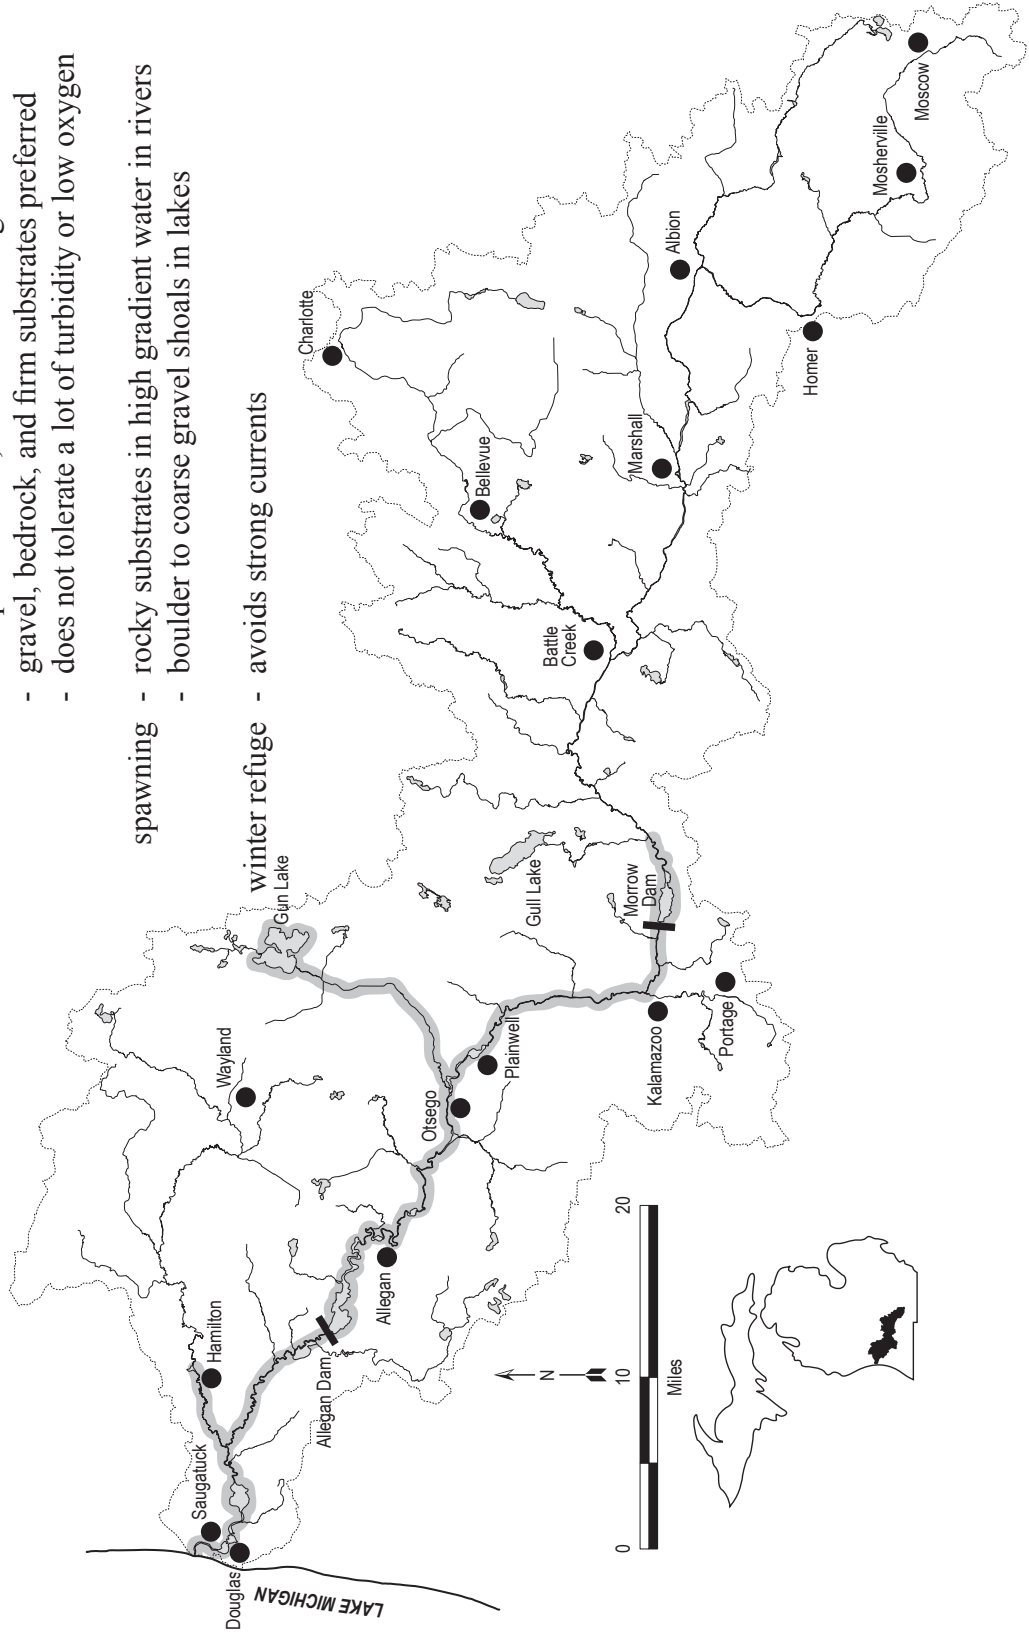 - gravel, bedrock, and firm substrates preferred
- does not tolerate a lot of turbidity or low oxygen
spawning - rocky substrates in high gradient water in rivers
- boulder to coarse gravel shoals in lakes
winter refuge - avoids strong currents
Charlotte
Gun Lake
Wayland
Hamilton
Saugatuck
Douglas
LAKE MICHIGAN
Allegan Dam
Allegan
Otsego
Plainwell
Gull Lake
Bellevue
Battle
Creek
Marshall
Albion
Homer
Mosherville
Moscow
Morrow
Dam
Kalamazoo
Portage
N
0
10
20
Miles